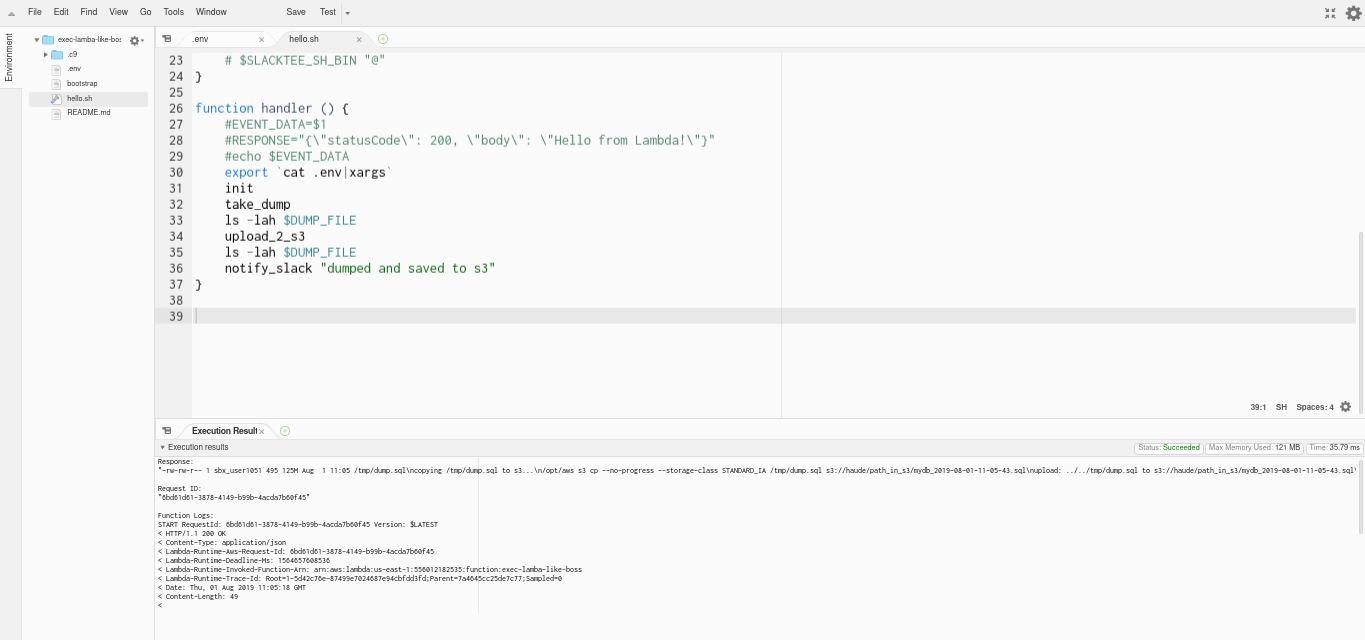 File Edit Find View Go Tools Window Save Test
Environment
exec-lamba-like-bos
.c9
.env
bootstrap
hello.sh
README.md
.env hello.sh
23 # $SLACKTEE_SH_BIN "@"
24 }
25
26 function handler () {
27 #EVENT_DATA=$1
28 #RESPONSE="{\"statusCode\": 200, \"body\": \"Hello from Lambda!\"}"
29 #echo $EVENT_DATA
30 export `cat .env|xargs`
31 init
32 take_dump
33 ls -lah $DUMP_FILE
34 upload_2_s3
35 ls -lah $DUMP_FILE
36 notify_slack "dumped and saved to s3"
37 }
38
39
39:1 SH Spaces: 4
Execution Result
Execution results Status: Succeeded Max Memory Used: 121 MB Time: 35.79 ms
Response:
"-rw-rw-r-- 1 sbx_user1051 495 125M Aug  1 11:05 /tmp/dump.sql\ncopying /tmp/dump.sql to s3...\n/opt/aws s3 cp --no-progress --storage-class STANDARD_IA /tmp/dump.sql s3://haude/path_in_s3/mydb_2019-08-01-11-05-43.sql\nupload: ../../tmp/dump.sql to s3://haude/path_in_s3/mydb_2019-08-01-11-05-43.sql\
Request ID:
"6bd61d61-3878-4149-b99b-4acda7b60f45"
Function Logs:
START RequestId: 6bd61d61-3878-4149-b99b-4acda7b60f45 Version: $LATEST
< HTTP/1.1 200 OK
< Content-Type: application/json
< Lambda-Runtime-Aws-Request-Id: 6bd61d61-3878-4149-b99b-4acda7b60f45
< Lambda-Runtime-Deadline-Ms: 1564657608536
< Lambda-Runtime-Invoked-Function-Arn: arn:aws:lambda:us-east-1:556012182535:function:exec-lamba-like-boss
< Lambda-Runtime-Trace-Id: Root=1-5d42c76e-87499e7024687e94cbfdd3fd;Parent=7a4645cc25de7c77;Sampled=0
< Date: Thu, 01 Aug 2019 11:05:18 GMT
< Content-Length: 49
<